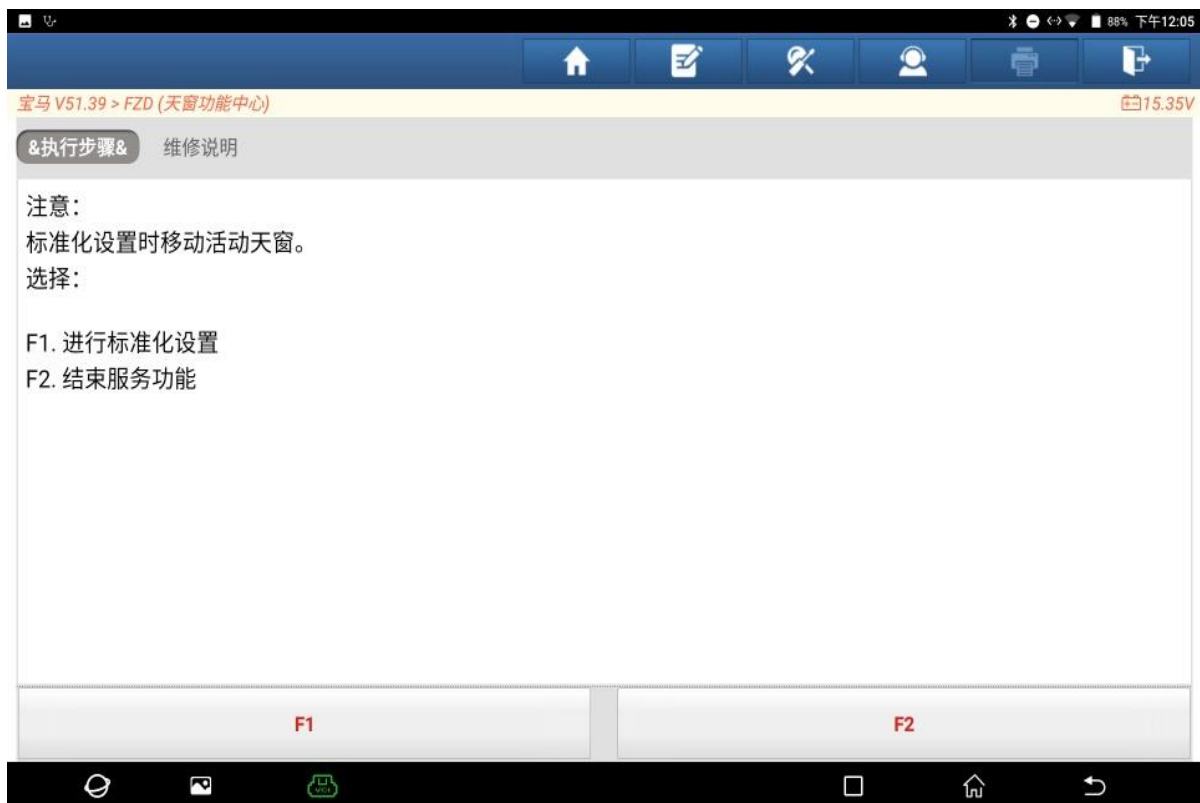 88% 下午12:05
宝马 V51.39 > FZD (天窗功能中心)
15.35V
&执行步骤&
维修说明
注意：
标准化设置时移动活动天窗。
选择：
F1. 进行标准化设置
F2. 结束服务功能
F1
F2
VCI